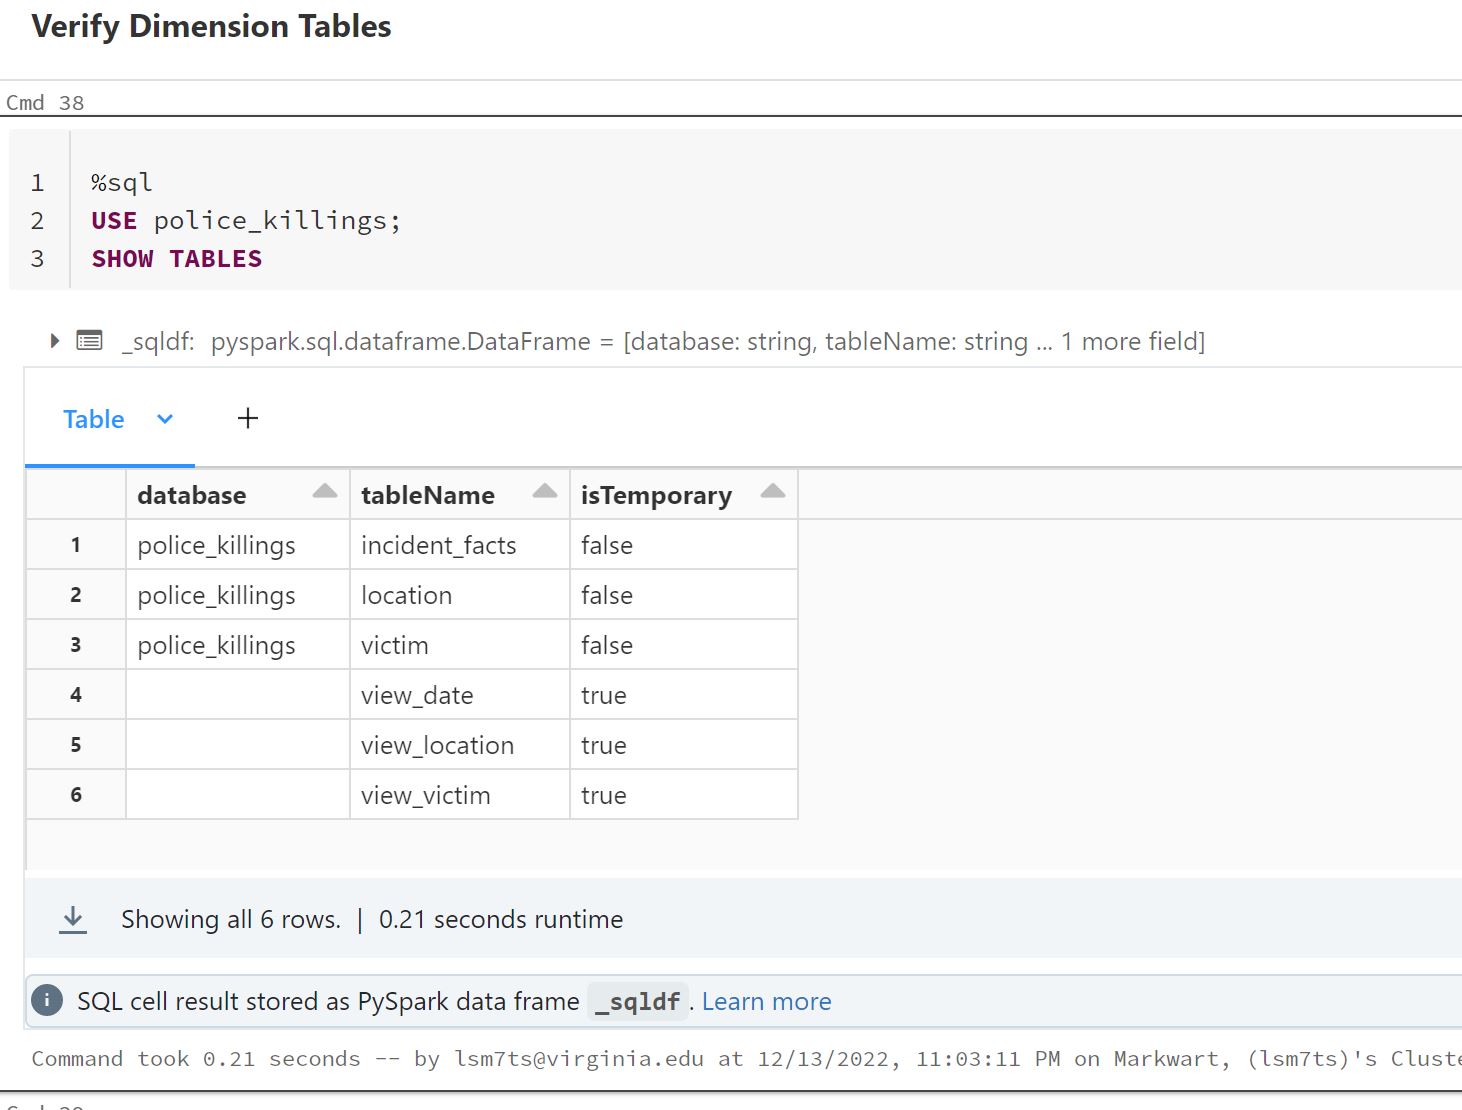 Verify Dimension Tables
Cmd 38
1 %sql
2 USE police_killings;
3 SHOW TABLES
_sqldf: pyspark.sql.dataframe.DataFrame = [database: string, tableName: string ... 1 more field]
Table +
database tableName isTemporary
1 police_killings incident_facts false
2 police_killings location false
3 police_killings victim false
4 view_date true
5 view_location true
6 view_victim true
Showing all 6 rows. | 0.21 seconds runtime
i SQL cell result stored as PySpark data frame _sqldf. Learn more
Command took 0.21 seconds -- by lsm7ts@virginia.edu at 12/13/2022, 11:03:11 PM on Markwart, (lsm7ts)'s Cluste